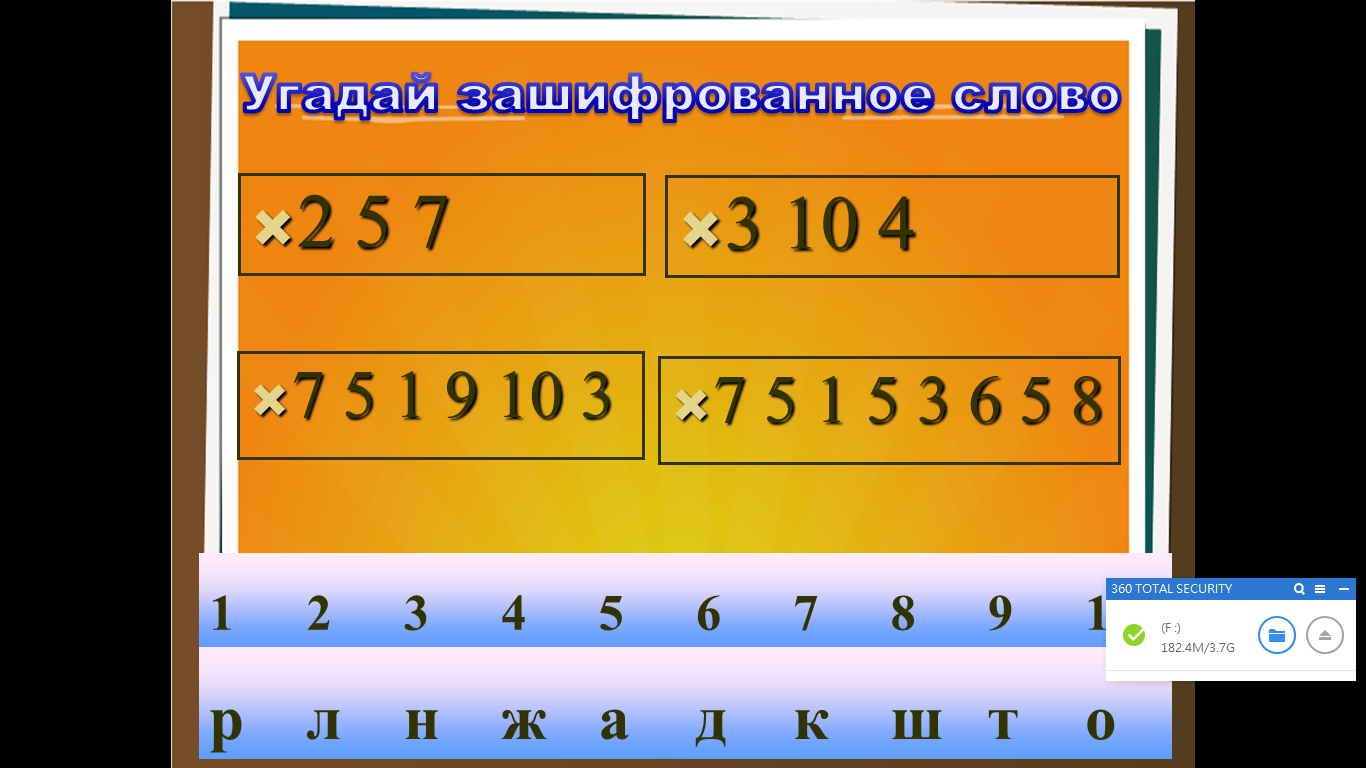 Угадай зашифрованное слово
2 5 7
3 10 4
7 5 1 9 10 3
7 5 1 5 3 6 5 8
1 2 3 4 5 6 7 8 9 1
р л н ж а д к ш т о
360 TOTAL SECURITY
(F:)
182.4M/3.7G